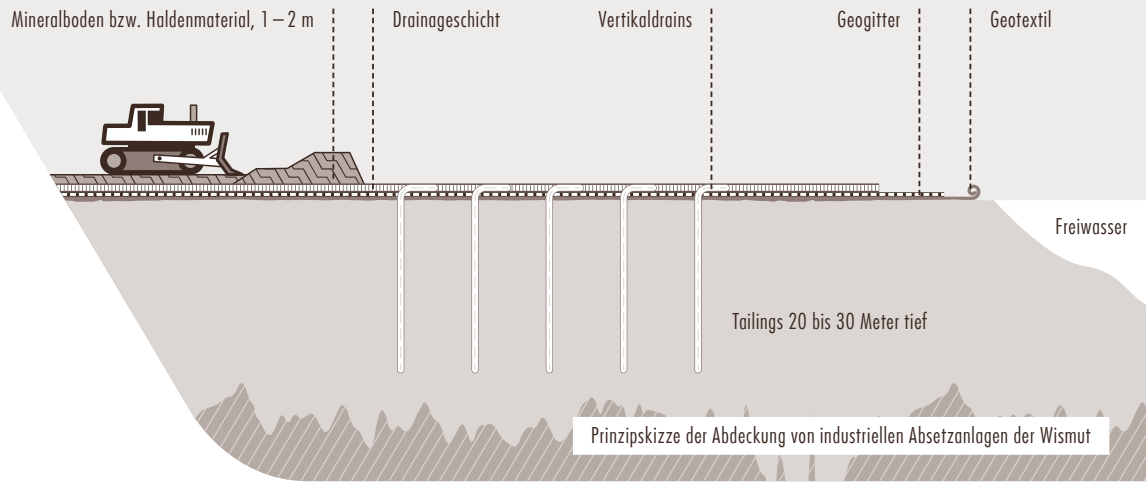 Mineralboden bzw. Haldenmaterial, 1 – 2 m
Drainageschicht
Vertikaldrains
Geogitter
Geotextil
Freiwasser
Tailings 20 bis 30 Meter tief
Prinzipskizze der Abdeckung von industriellen Absetzanlagen der Wismut